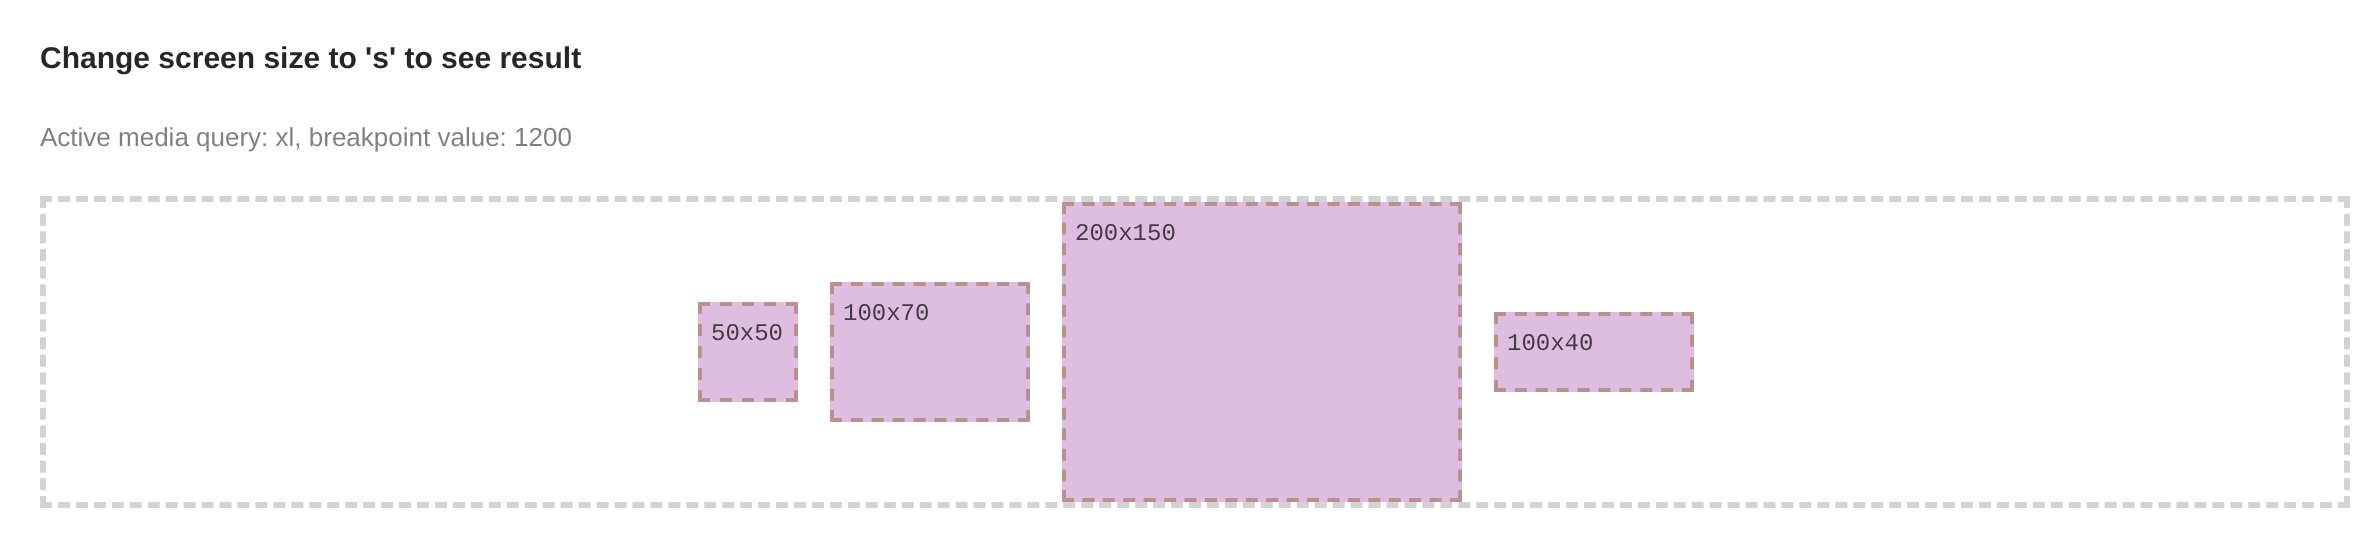 Change screen size to 's' to see result
Active media query: xl, breakpoint value: 1200
50x50
100x70
200x150
100x40